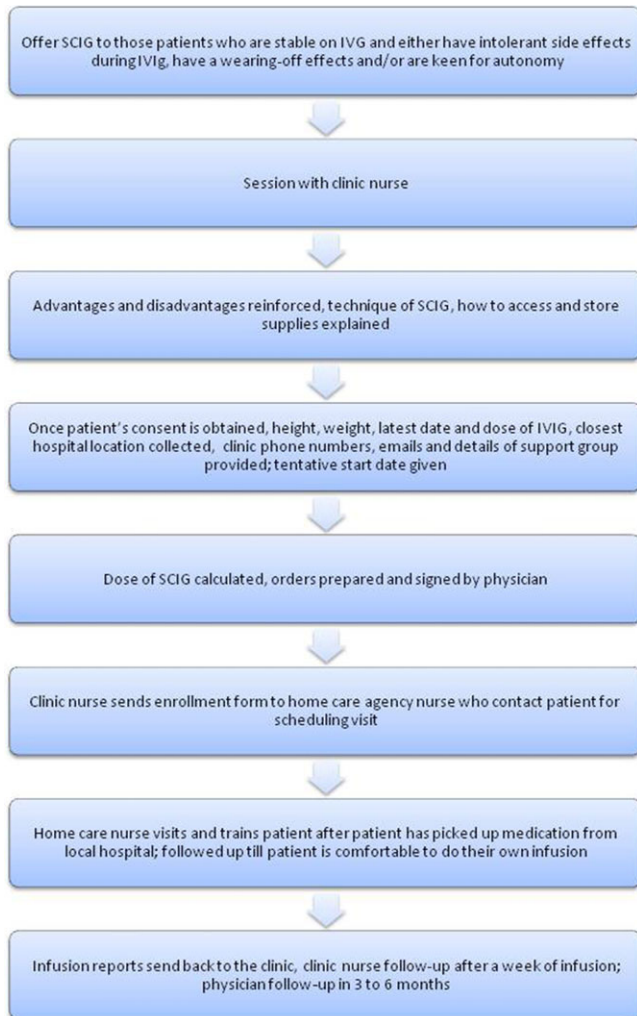 Offer SCIG to those patients who are stable on IVG and either have intolerant side effects
during IVIg, have a wearing-off effects and/or are keen for autonomy
Session with clinic nurse
Advantages and disadvantages reinforced, technique of SCIG, how to access and store
supplies explained
Once patient's consent is obtained, height, weight, latest date and dose of IVIG, closest
hospital location collected, clinic phone numbers, emails and details of support group
provided; tentative start date given
Dose of SCIG calculated, orders prepared and signed by physician
Clinic nurse sends enrollment form to home care agency nurse who contact patient for
scheduling visit
Home care nurse visits and trains patient after patient has picked up medication from
local hospital; followed up till patient is comfortable to do their own infusion
Infusion reports send back to the clinic, clinic nurse follow-up after a week of infusion;
physician follow-up in 3 to 6 months